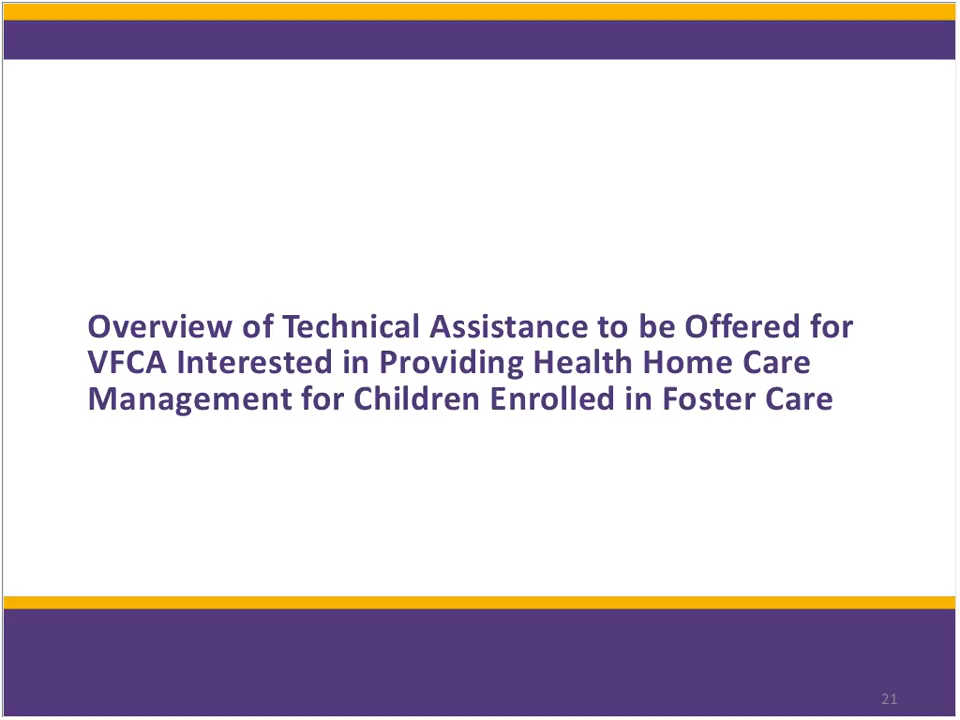 Overview of Technical Assistance to be Offered for
VFCA Interested in Providing Health Home Care
Management for Children Enrolled in Foster Care
21